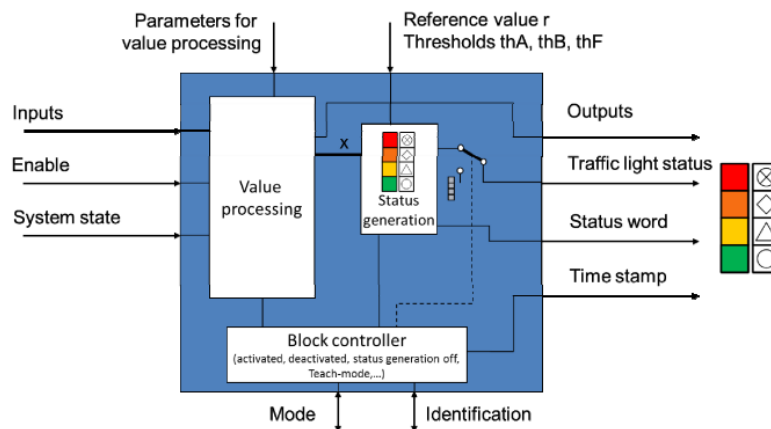 Parameters for
value processing
Reference value r
Thresholds thA, thB, thF
Inputs
Enable
System state
Value
processing
X
Status
generation
Outputs
Traffic light status
Status word
Time stamp
Block controller
(activated, deactivated, status generation off,
Teach-mode,...)
Mode
Identification